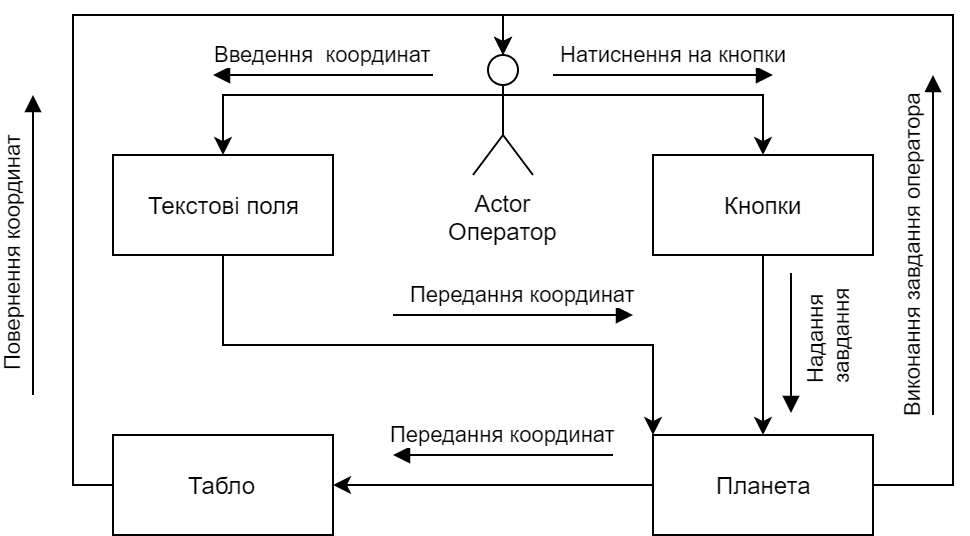 Введення координат
Натиснення на кнопки
Текстові поля
Actor
Оператор
Кнопки
Повернення координат
Виконання завдання оператора
Передання координат
Надання
завдання
Передання координат
Табло
Планета